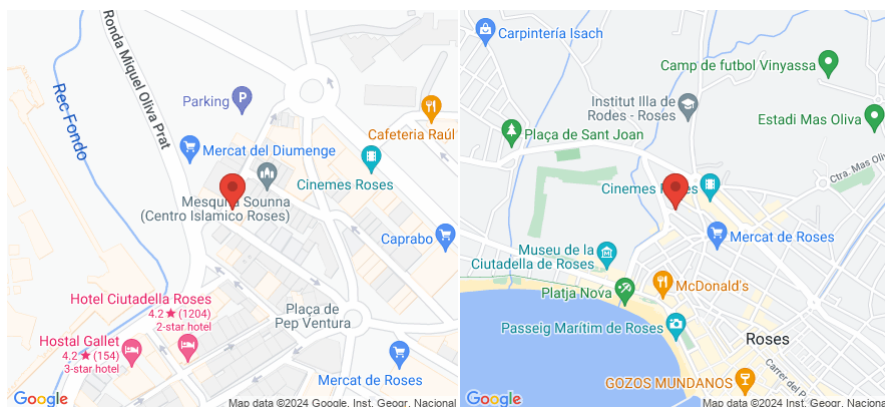 Ronda Miquel Oliva Prat
Rec Fondo
Parking
P
Cafeteria Raúl
Mercat del Diumenge
Cinemes Roses
Mesquita Sounna
(Centro Islamico Roses)
Caprabo
Hotel Ciutadella Roses
4.2★(1204)
2-star hotel
Plaça de
Pep Ventura
Hostal Gallet
4.2★(154)
3-star hotel
Mercat de Roses
Google
Map data ©2024 Google, Inst. Geogr. Nacional
Carpintería Isach
Camp de futbol Vinyassa
Institut Illa de
Rodes - Roses
Estadi Mas Oliva
Plaça de Sant Joan
Ctra. Mas Oliva
Cinemes Roses
Mercat de Roses
Museu de la
Ciutadella de Roses
McDonald's
Platja Nova
Passeig Marítim de Roses
Roses
GOZOS MUNDANOS
Carrer del P
Google
Map data ©2024 Google, Inst. Geogr. Nacional